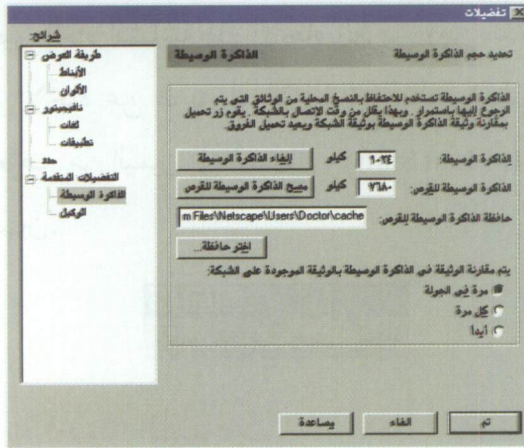 تفضيلات
شرائح:
طريقة العرض
الأنماط
الألوان
نافيجيتور
لغات
تطبيقات
التفضيلات المتقدمة
الذاكرة الوسيطة
الوكيل
الذاكرة الوسيطة
تحديد حجم الذاكرة الوسيطة
الذاكرة الوسيطة تستخدم للاحتفاظ بالنسخ المحلية من الوثائق التي يتم
الرجوع إليها باستمرار . وبهذا يقلل من وقت الاتصال بالشبكة . يقوم زر تحميل
بمقارنة وثيقة الذاكرة الوسيطة بوثيقة الشبكة ويعيد تحميل الفروق.
الذاكرة الوسيطة: ١٠٢٤ كيلو إلغاء الذاكرة الوسيطة
الذاكرة الوسيطة للقرص: ٧٦٨٠ كيلو مسح الذاكرة الوسيطة للقرص
حافظة الذاكرة الوسيطة للقرص: m Files\Netscape\Users\Doctor\cache
اختر حافظة...
يتم مقارنة الوثيقة في الذاكرة الوسيطة بالوثيقة الموجودة على الشبكة:
مرة في الجولة
كل مرة
أبدا
تم
الغاء
مساعدة